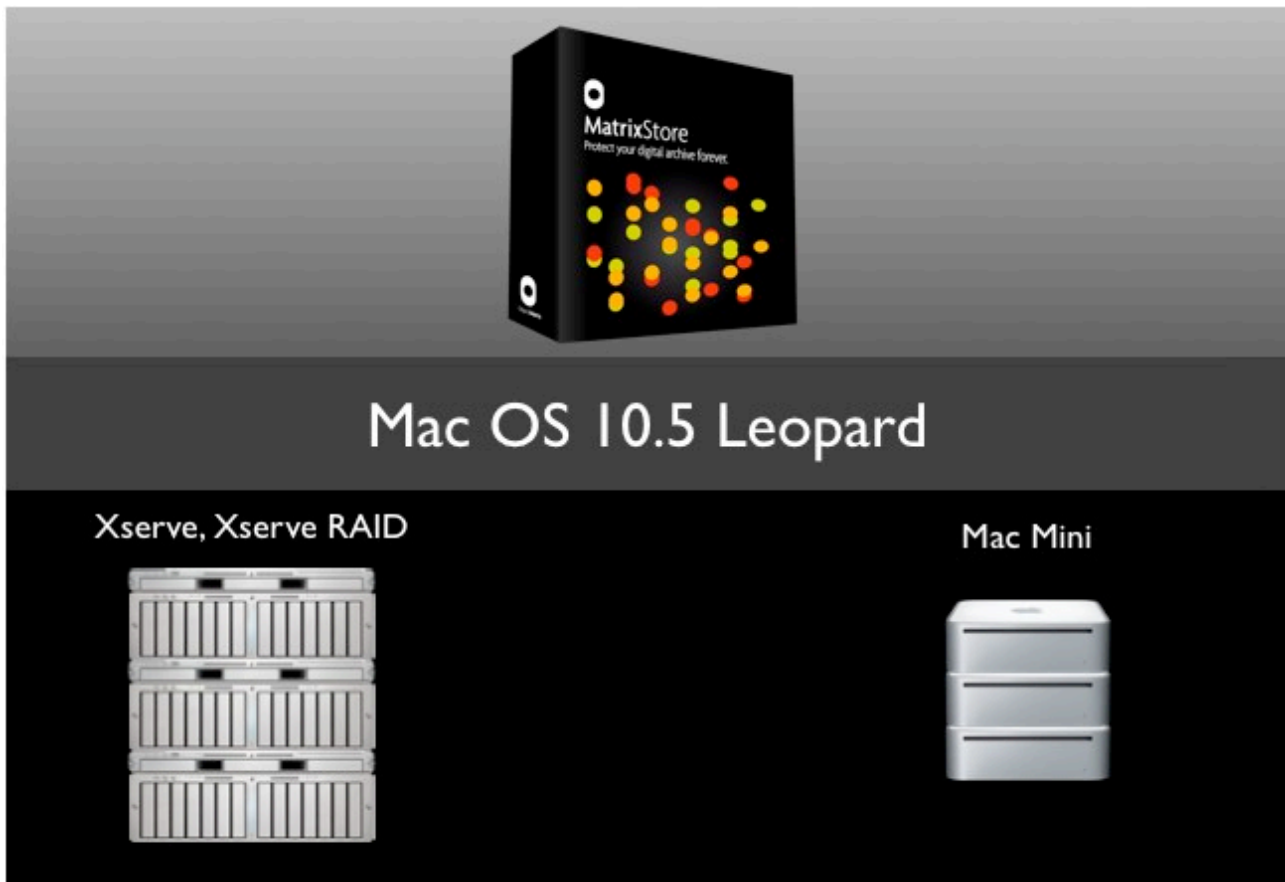 MatrixStore
Protect your digital archive forever.
Mac OS 10.5 Leopard
Xserve, Xserve RAID
Mac Mini